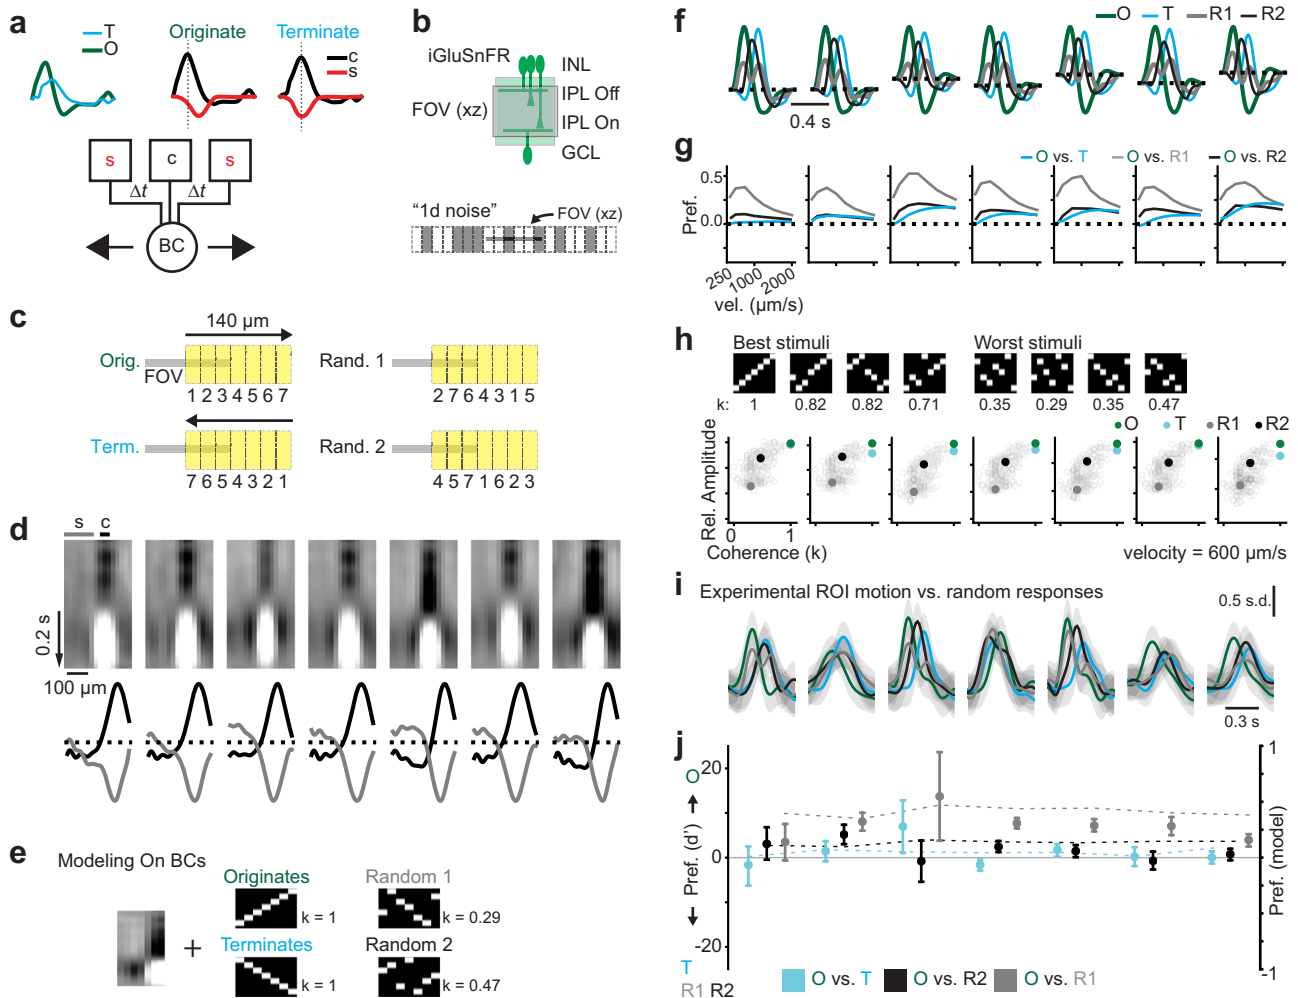 a
T
O
Originate
Terminate
c
s
s
c
s
Δt
Δt
BC
b
iGluSnFR
INL
IPL Off
FOV (xz)
IPL On
GCL
“1d noise”
FOV (xz)
c
140 µm
Orig.
FOV
1 2 3 4 5 6 7
Rand. 1
2 7 6 4 3 1 5
Term.
7 6 5 4 3 2 1
Rand. 2
4 5 7 1 6 2 3
d
s
c
0.2 s
100 µm
e
Modeling On BCs
Originates
k = 1
Random 1
k = 0.29
+
Terminates
k = 1
Random 2
k = 0.47
f
O
T
R1
R2
0.4 s
g
O vs. T
O vs. R1
O vs. R2
Pref.
0.5
0.0
250
1000
2000
vel. (µm/s)
h
Best stimuli
Worst stimuli
k:
1
0.82
0.82
0.71
0.35
0.29
0.35
0.47
O
T
R1
R2
Rel. Amplitude
0
1
Coherence (k)
velocity = 600 µm/s
i
Experimental ROI motion vs. random responses
0.5 s.d.
0.3 s
j
O
Pref. (d')
20
0
-20
T
R1 R2
1
Pref. (model)
-1
O vs. T
O vs. R2
O vs. R1